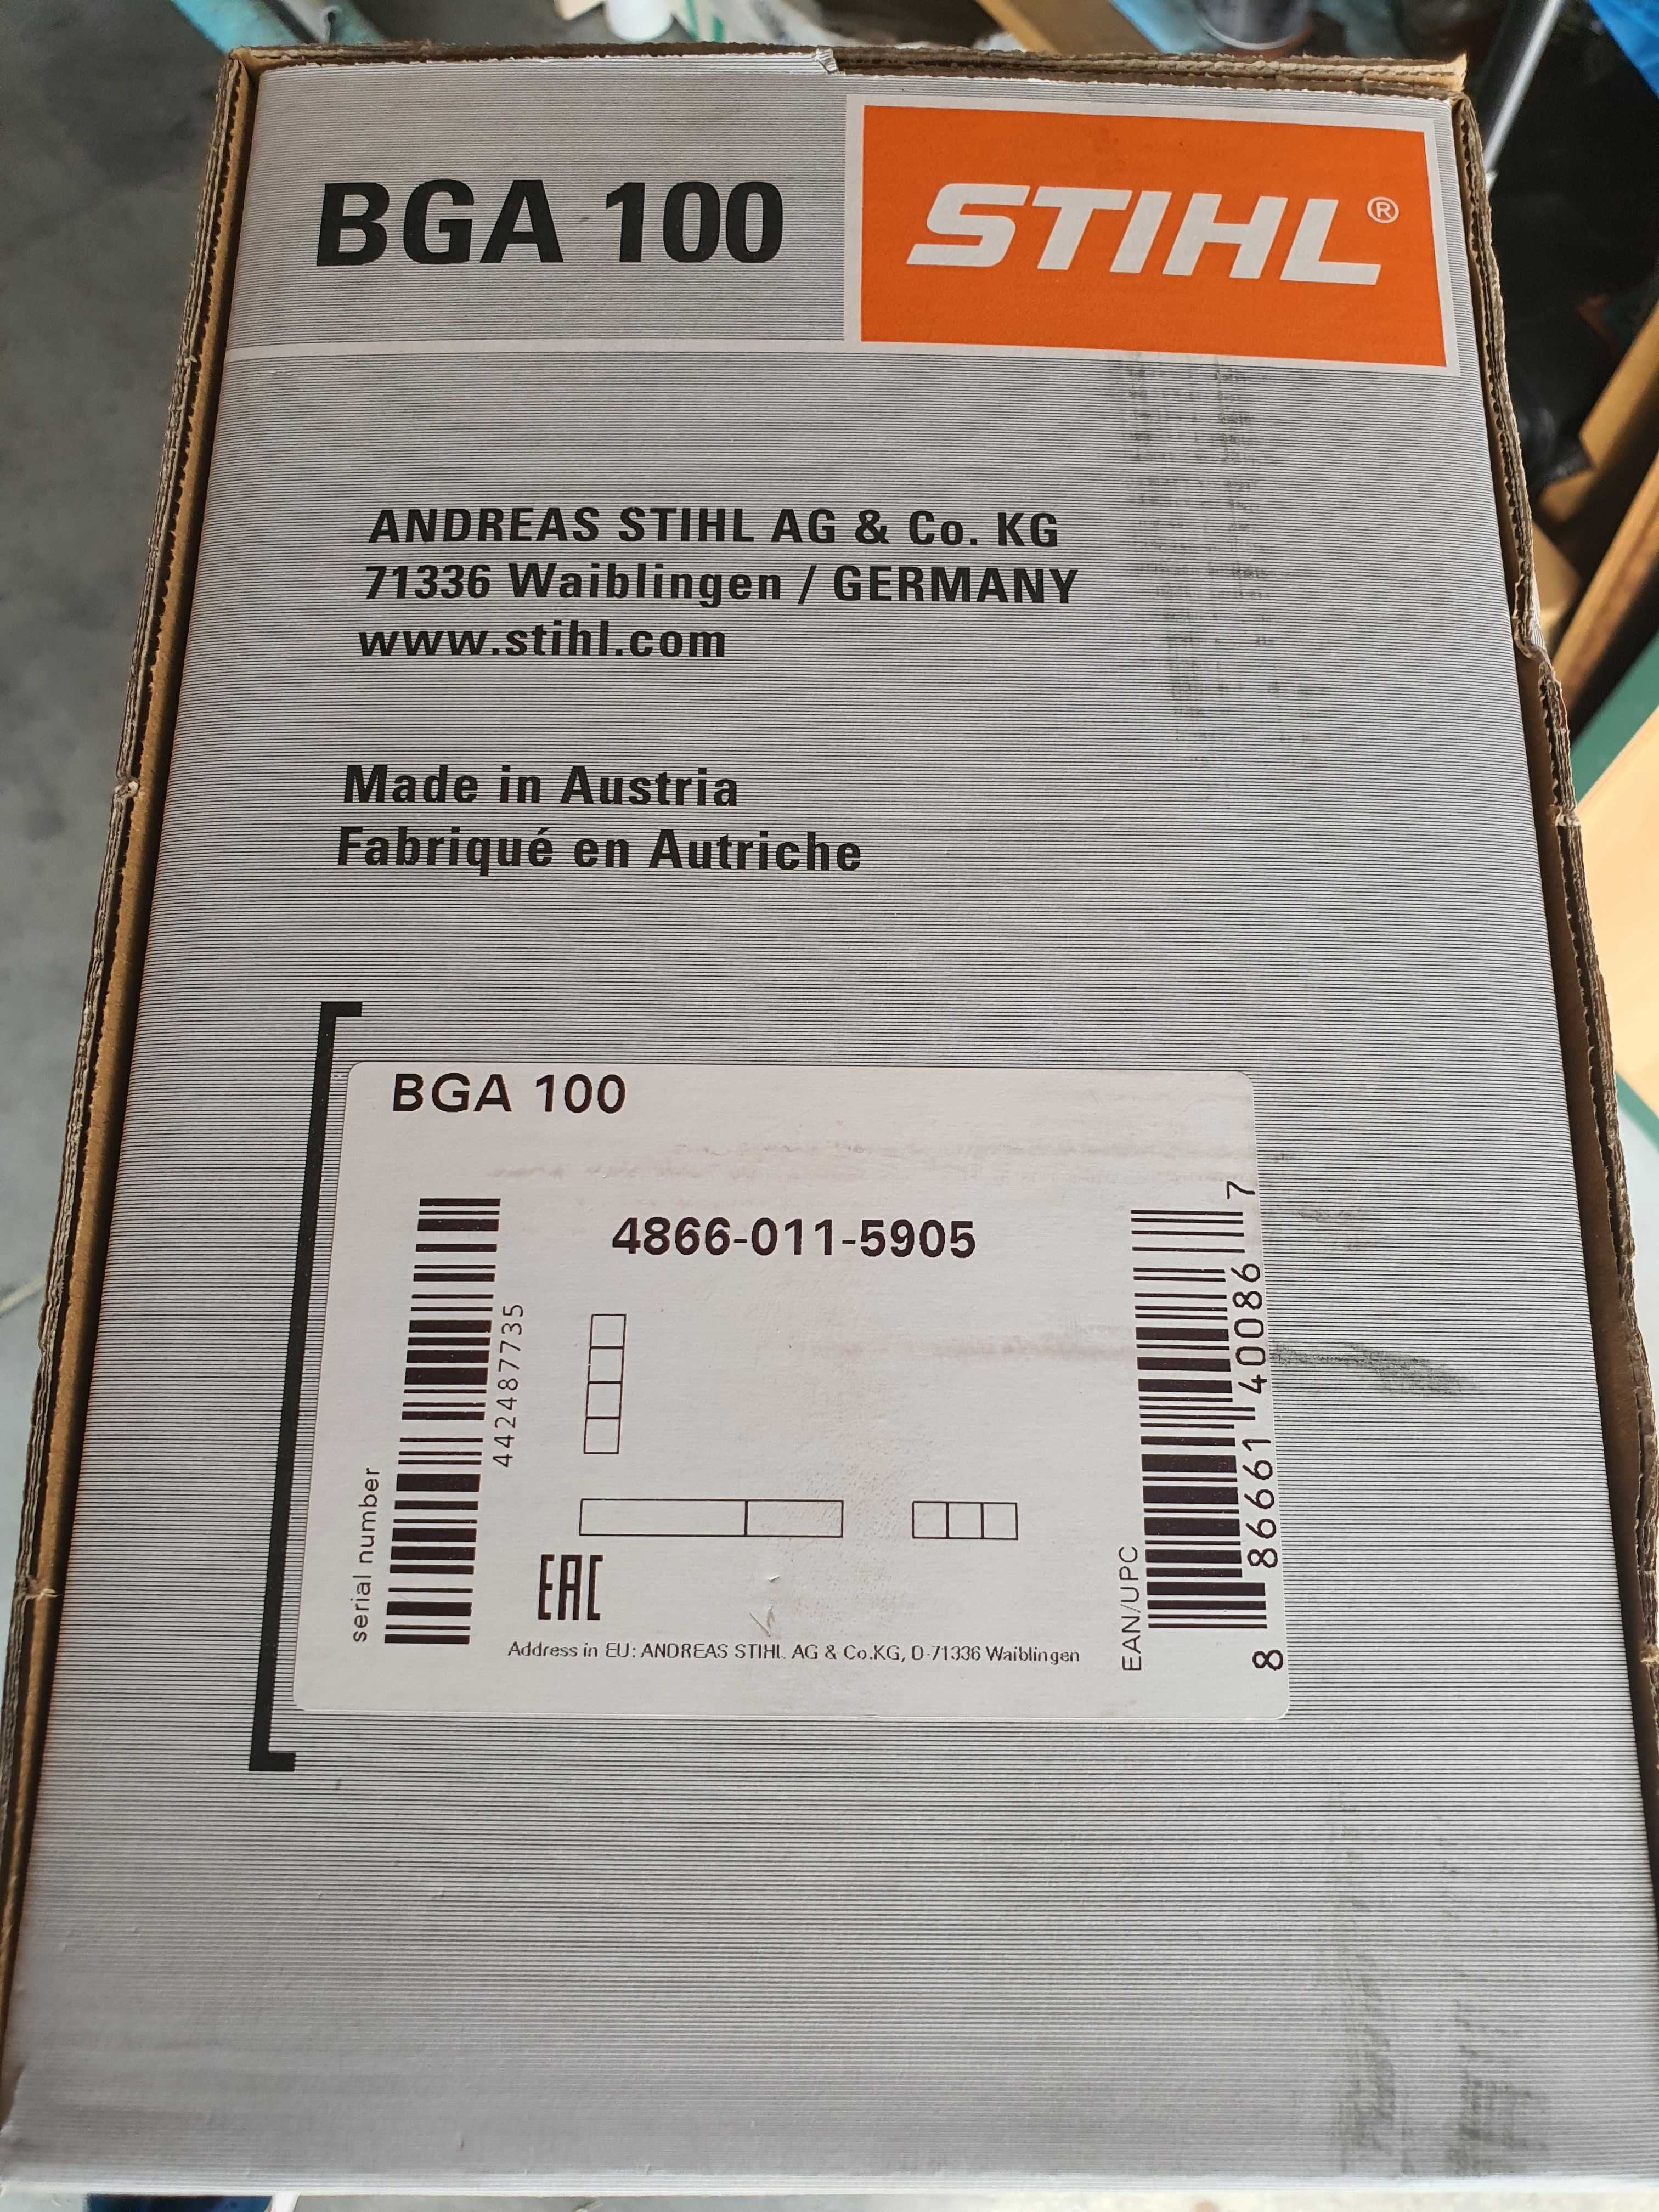 BGA 100
STIHL®
ANDREAS STIHL AG & Co. KG
71336 Waiblingen / GERMANY
www.stihl.com
Made in Austria
Fabriqué en Autriche
BGA 100
4866-011-5905
serial number
442487735
EAC
Address in EU: ANDREAS STIHL AG & Co.KG, D-71336 Waiblingen
EAN/UPC
8 86661 40086 7